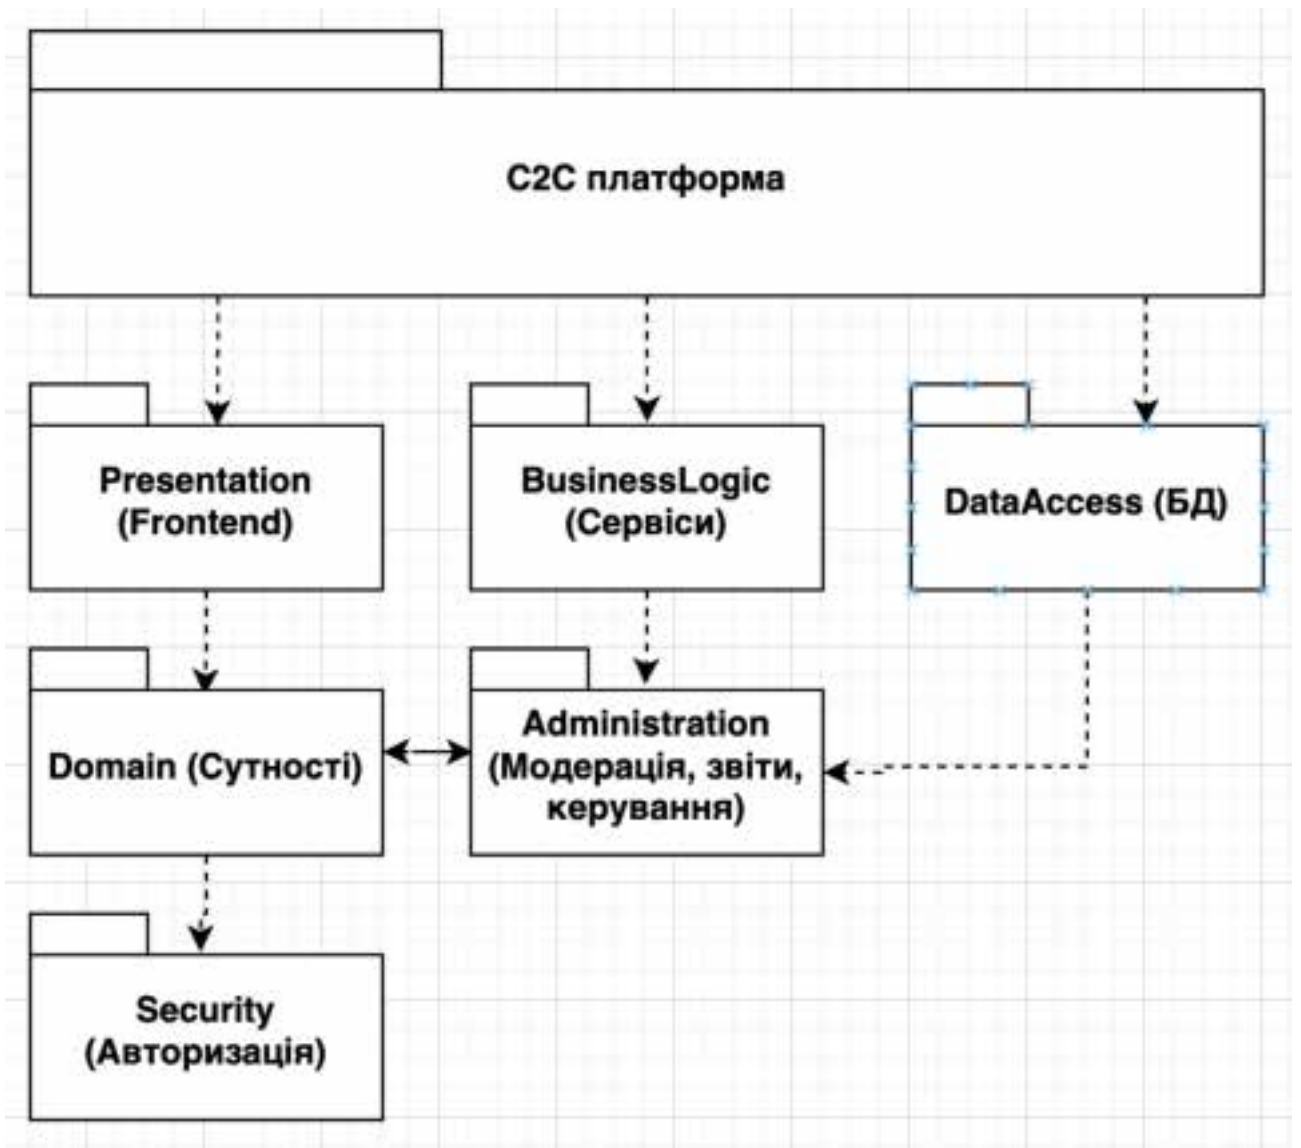 C2C платформа
Presentation
(Frontend)
BusinessLogic
(Сервіси)
DataAccess (БД)
Domain (Сутності)
Administration
(Модерація, звіти,
керування)
Security
(Авторизація)